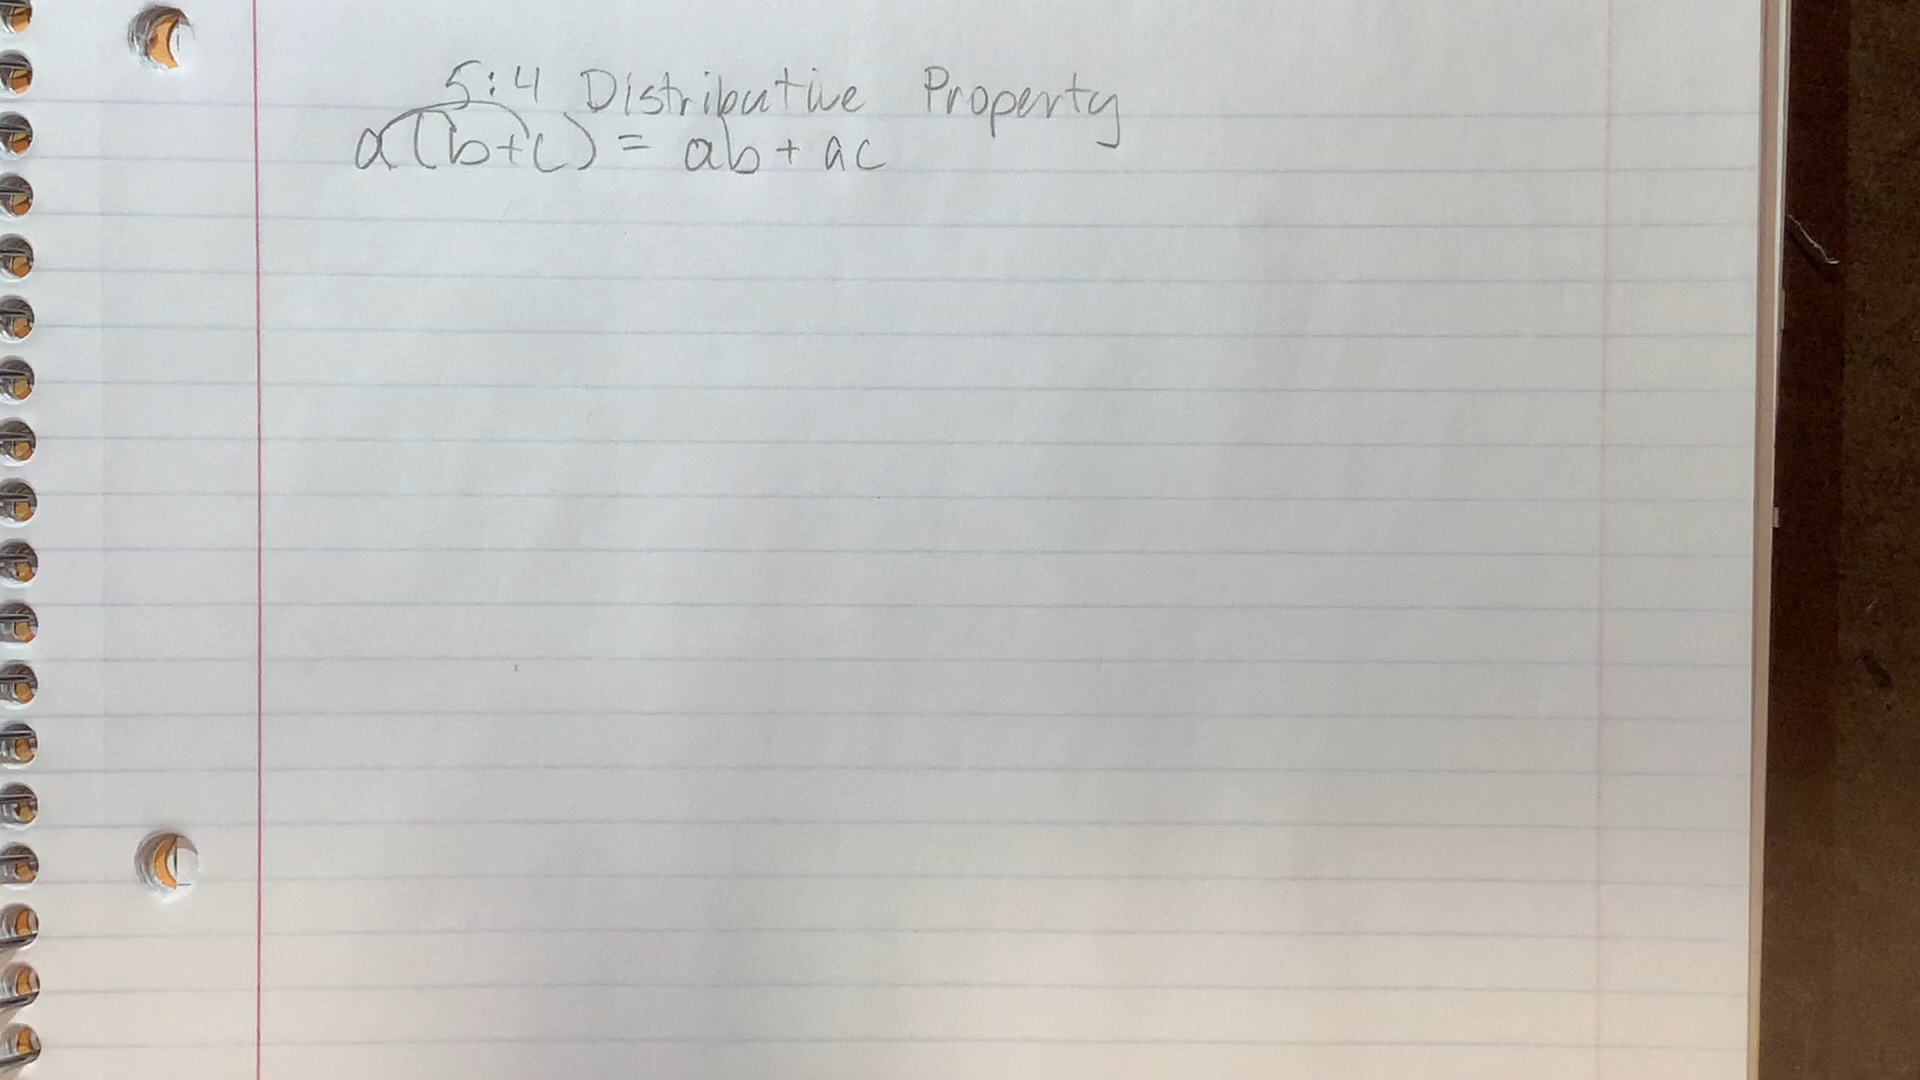 5:4 Distributive Property
a(b+c) = ab + ac